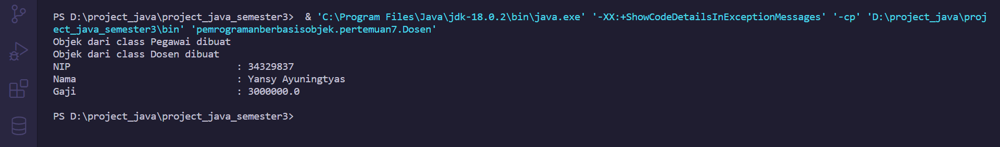 PS D:\project_java\project_java_semester3>  & 'C:\Program Files\Java\jdk-18.0.2\bin\java.exe' '-XX:+ShowCodeDetailsInExceptionMessages' '-cp' 'D:\project_java\proj
ect_java_semester3\bin' 'pemrogramanberbasisobjek.pertemuan7.Dosen'
Objek dari class Pegawai dibuat
Objek dari class Dosen dibuat
NIP                             : 34329837
Nama                            : Yansy Ayuningtyas
Gaji                            : 3000000.0
PS D:\project_java\project_java_semester3>